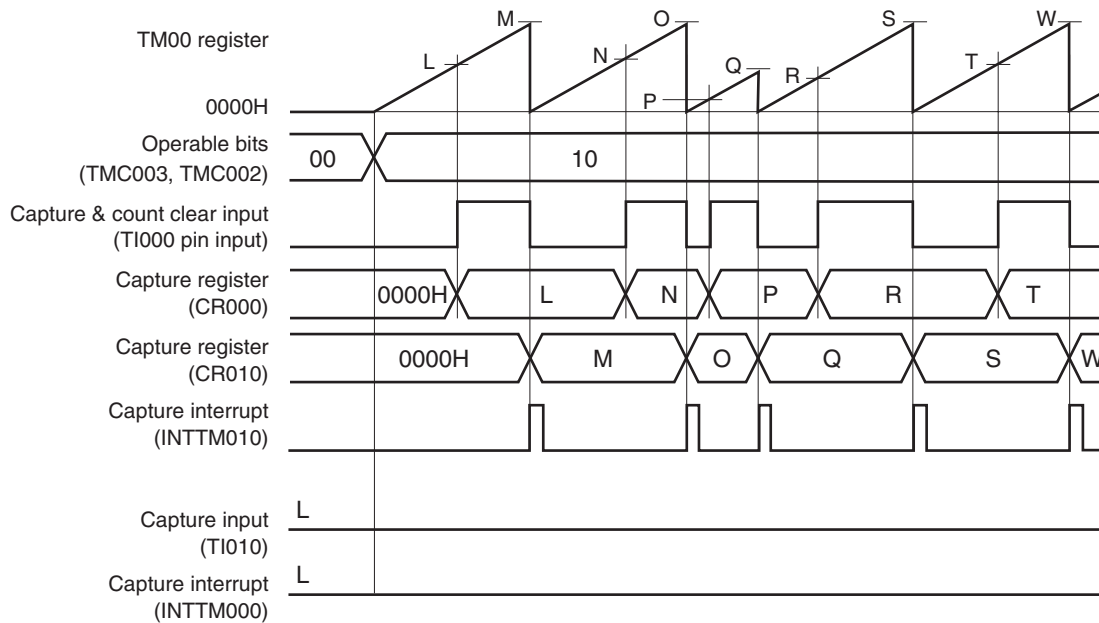 M
O
S
W
TM00 register
L
N
Q
R
T
P
0000H
Operable bits
(TMC003, TMC002)
00
10
Capture & count clear input
(TI000 pin input)
Capture register
(CR000)
0000H
L
N
P
R
T
Capture register
(CR010)
0000H
M
O
Q
S
W
Capture interrupt
(INTTM010)
L
Capture input
(TI010)
L
Capture interrupt
(INTTM000)